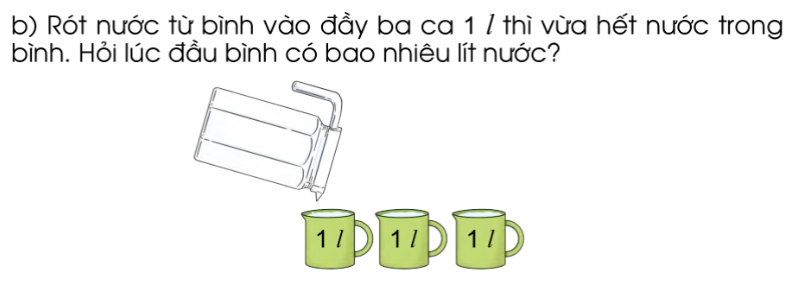 b) Rót nước từ bình vào đầy ba ca 1 l thì vừa hết nước trong
bình. Hỏi lúc đầu bình có bao nhiêu lít nước?
1 l 1 l 1 l